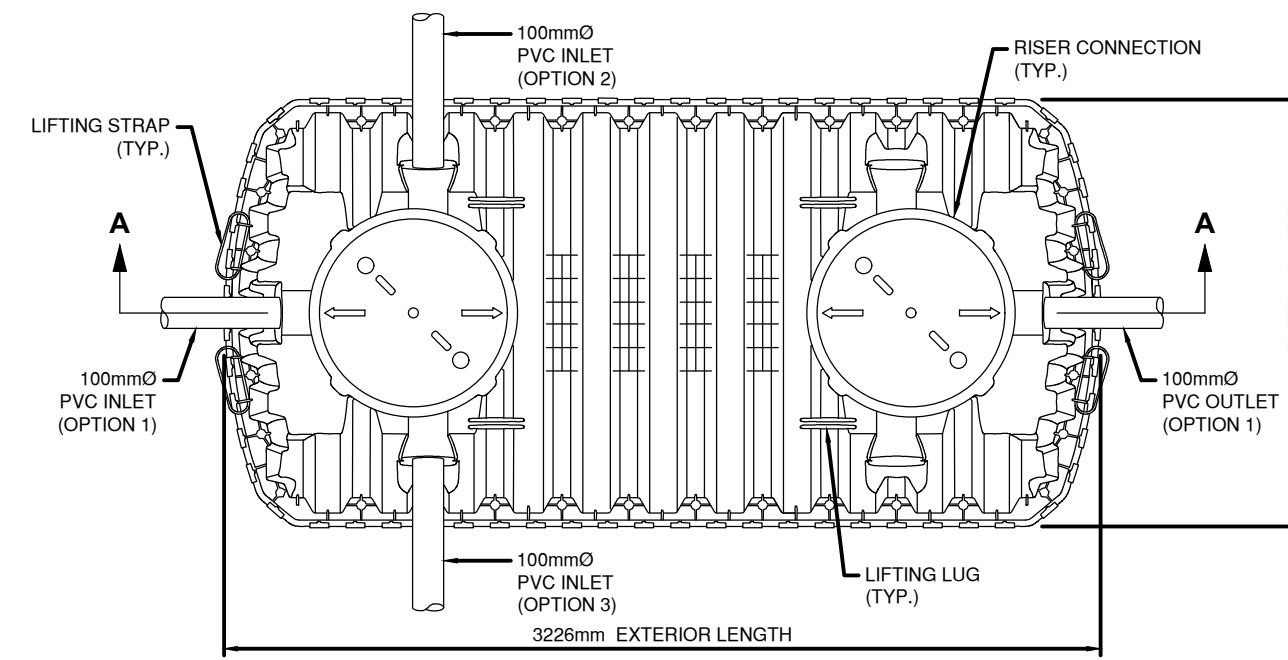 100mmØ
PVC INLET
(OPTION 2)
RISER CONNECTION
(TYP.)
LIFTING STRAP
(TYP.)
A
A
100mmØ
PVC INLET
(OPTION 1)
100mmØ
PVC OUTLET
(OPTION 1)
100mmØ
PVC INLET
(OPTION 3)
LIFTING LUG
(TYP.)
3226mm EXTERIOR LENGTH